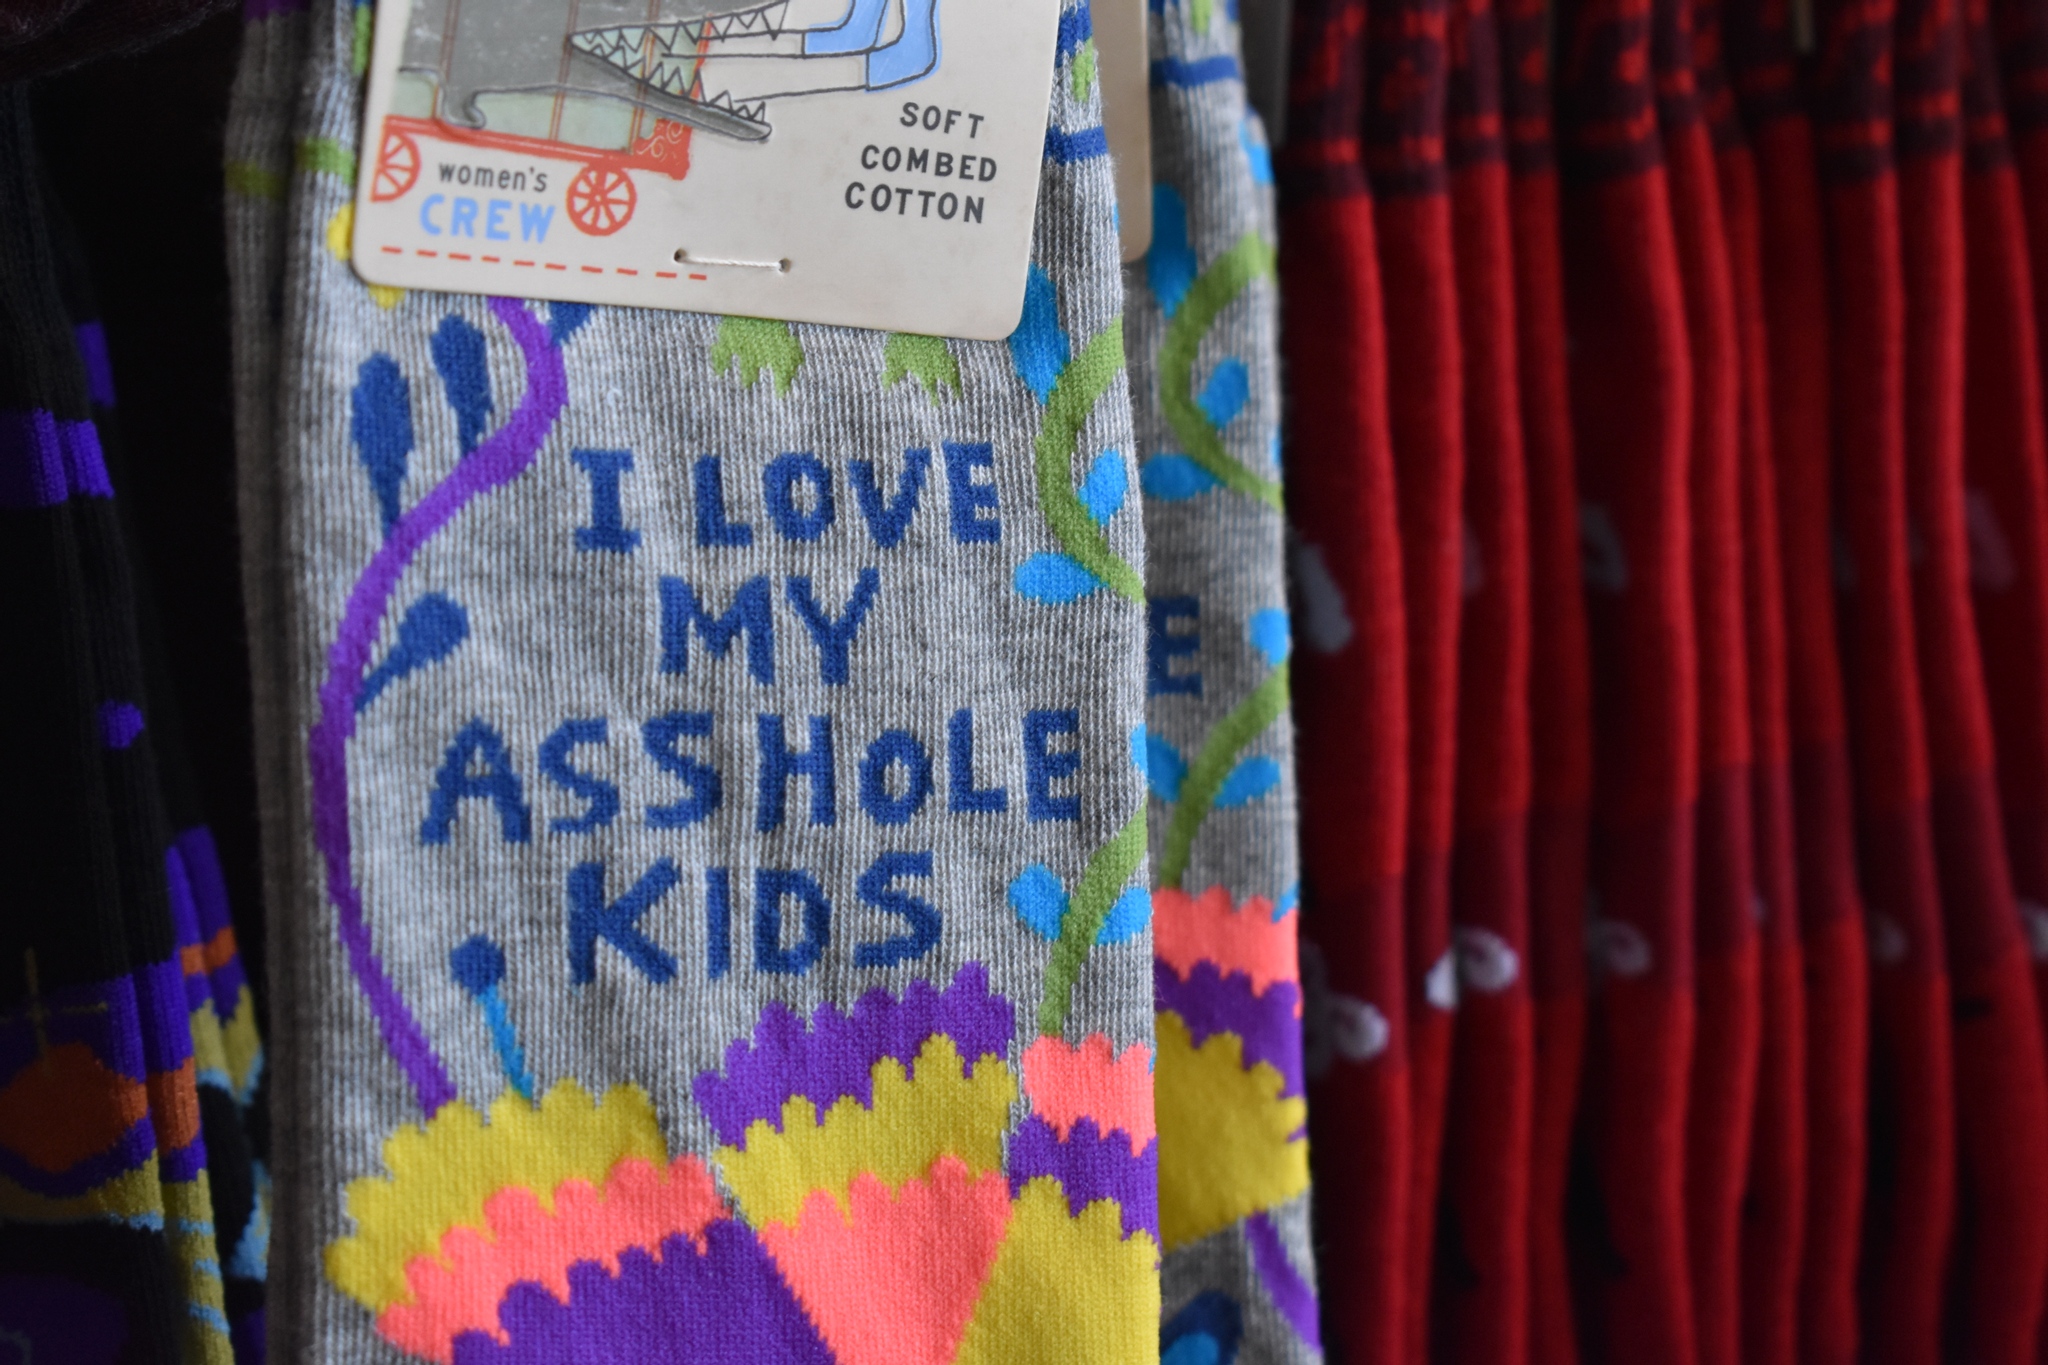 SOFT
COMBED
COTTON
women's
CREW
I LOVE
MY
ASSHOLE
KIDS
E